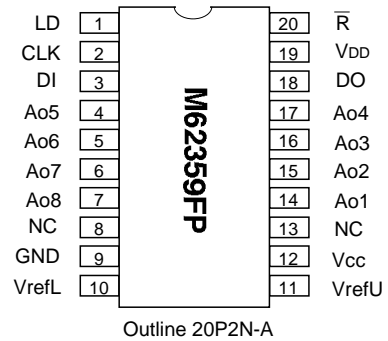 LD 1 20 R̅
CLK 2 19 VDD
DI 3 18 DO
Ao5 4 17 Ao4
Ao6 5 16 Ao3
Ao7 6 15 Ao2
Ao8 7 14 Ao1
NC 8 13 NC
GND 9 12 Vcc
VrefL 10 11 VrefU
M62359FP
Outline 20P2N-A